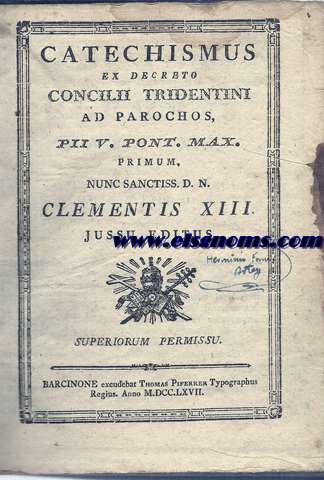 CATECHISMUS
EX DECRETO
CONCILII TRIDENTINI
AD PAROCHOS,
PII V. PONT. MAX.
PRIMUM,
NUNC SANCTISS. D. N.
CLEMENTIS XIII.
JUSSU EDITUS.
www.elsenoms.com
SUPERIORUM PERMISSU.
BARCINONE excudebat THOMAS PIFERRER Typographus
Regius. Anno M.DCC.LXVII.